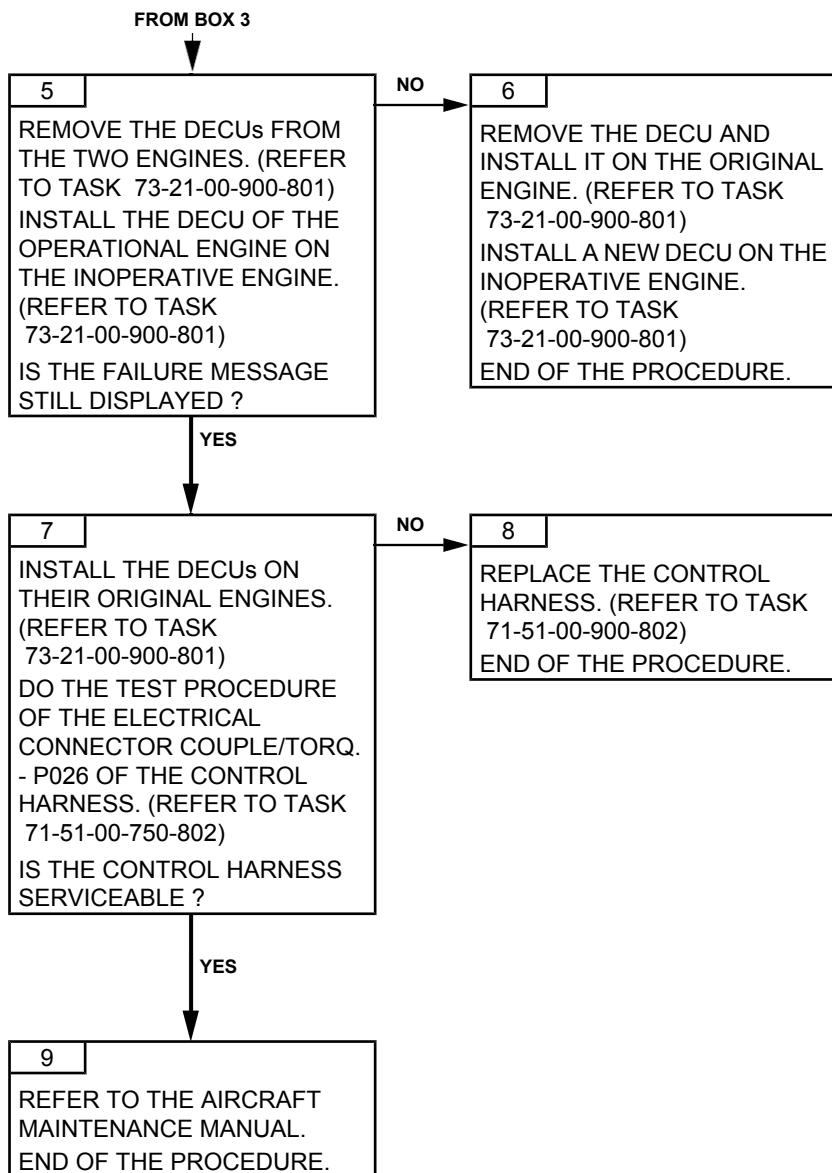 FROM BOX 3
5
REMOVE THE DECUs FROM
THE TWO ENGINES. (REFER
TO TASK 73-21-00-900-801)
INSTALL THE DECU OF THE
OPERATIONAL ENGINE ON
THE INOPERATIVE ENGINE.
(REFER TO TASK
73-21-00-900-801)
IS THE FAILURE MESSAGE
STILL DISPLAYED ?
NO
6
REMOVE THE DECU AND
INSTALL IT ON THE ORIGINAL
ENGINE. (REFER TO TASK
73-21-00-900-801)
INSTALL A NEW DECU ON THE
INOPERATIVE ENGINE.
(REFER TO TASK
73-21-00-900-801)
END OF THE PROCEDURE.
YES
7
INSTALL THE DECUs ON
THEIR ORIGINAL ENGINES.
(REFER TO TASK
73-21-00-900-801)
DO THE TEST PROCEDURE
OF THE ELECTRICAL
CONNECTOR COUPLE/TORQ.
- P026 OF THE CONTROL
HARNESS. (REFER TO TASK
71-51-00-750-802)
IS THE CONTROL HARNESS
SERVICEABLE ?
NO
8
REPLACE THE CONTROL
HARNESS. (REFER TO TASK
71-51-00-900-802)
END OF THE PROCEDURE.
YES
9
REFER TO THE AIRCRAFT
MAINTENANCE MANUAL.
END OF THE PROCEDURE.